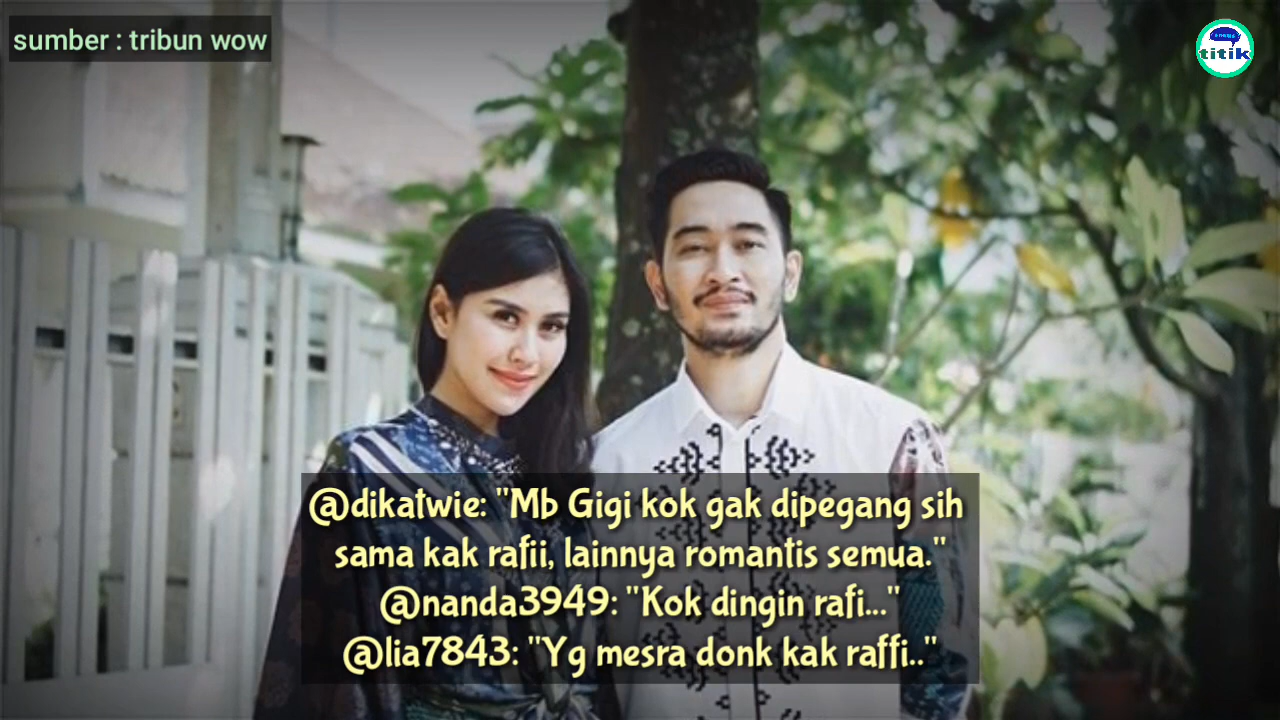 sumber : tribun wow
titik
@dikatwie: "Mb Gigi kok gak dipegang sih
sama kak rafii, lainnya romantis semua."
@nanda3949: "Kok dingin rafi..."
@lia7843: "Yg mesra donk kak raffi.."